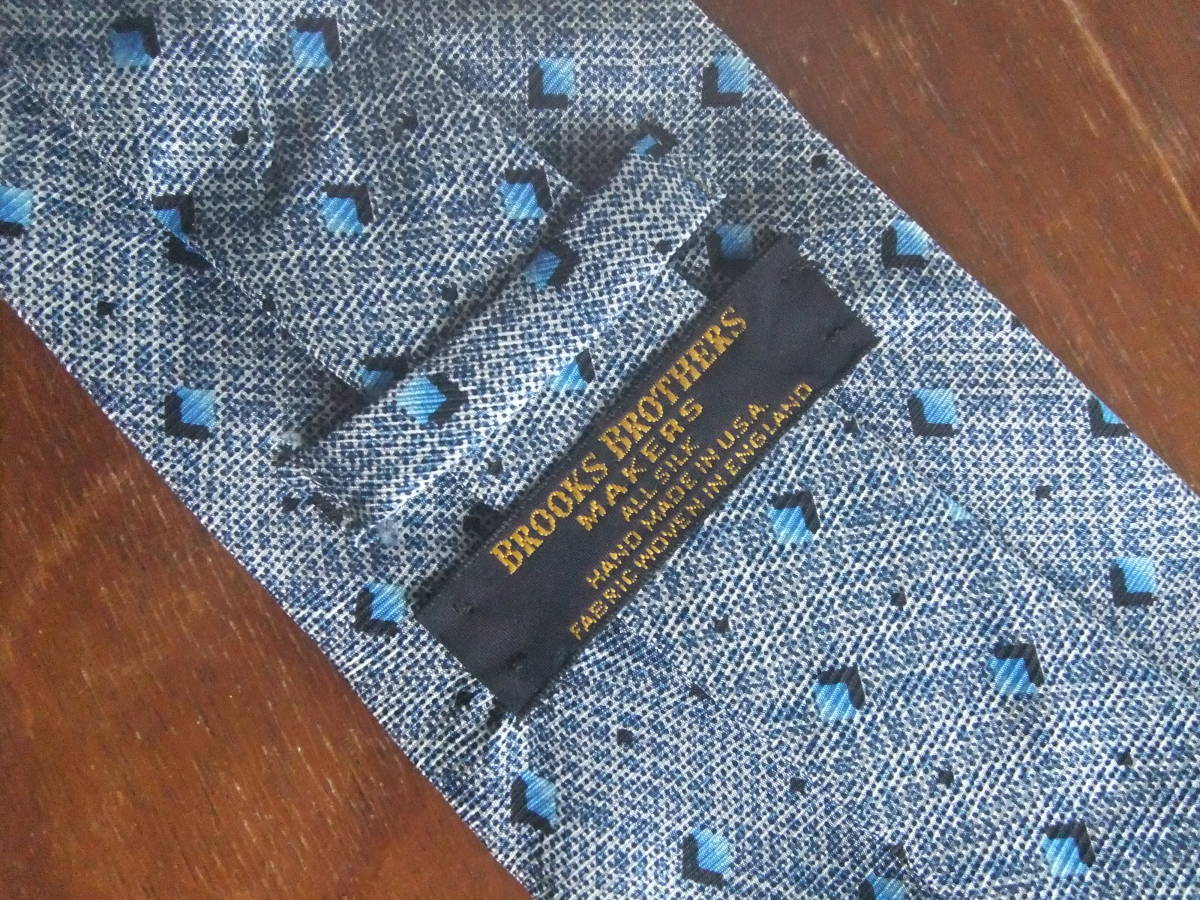 BROOKS BROTHERS
MAKERS
ALL SILK
HAND MADE IN U.S.A.
FABRIC WOVEN IN ENGLAND